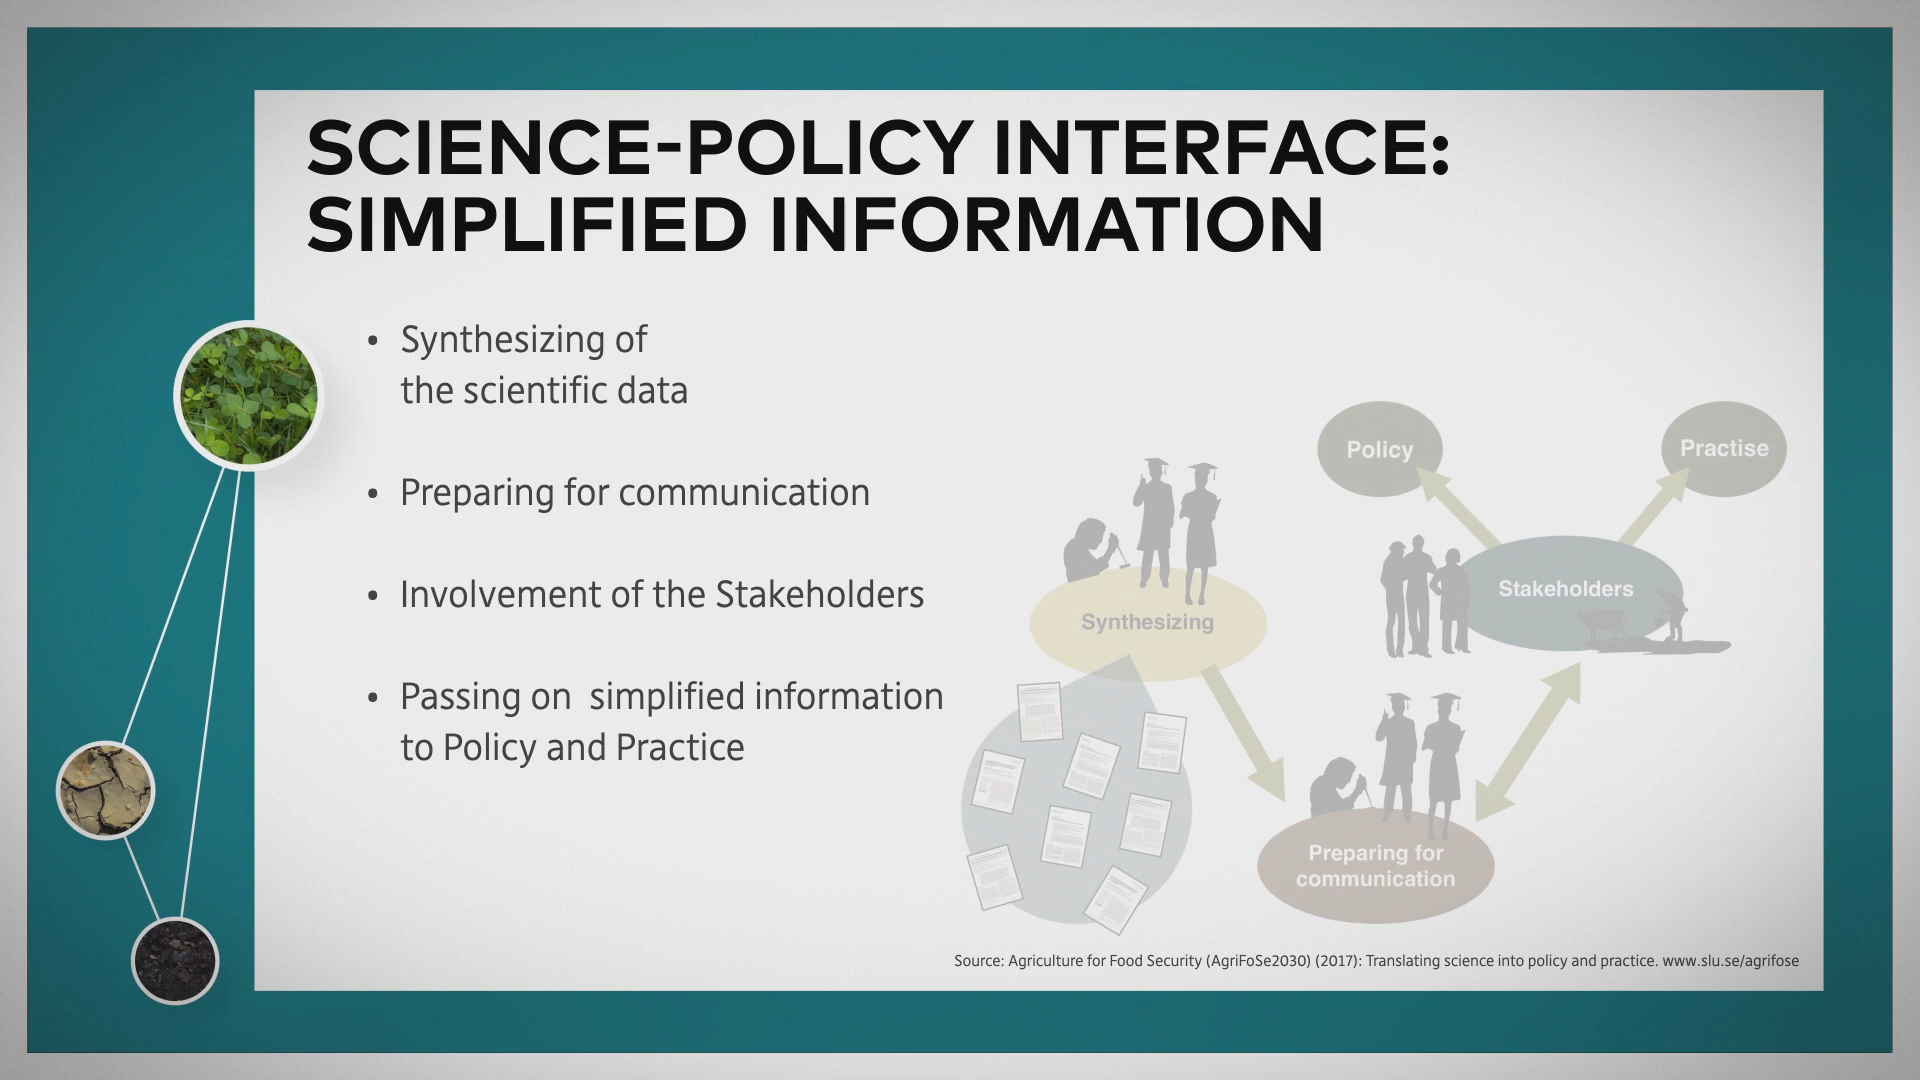 SCIENCE-POLICY INTERFACE:
SIMPLIFIED INFORMATION
• Synthesizing of
the scientific data
• Preparing for communication
• Involvement of the Stakeholders
• Passing on  simplified information
to Policy and Practice
Policy
Practise
Stakeholders
Synthesizing
Preparing for
communication
Source: Agriculture for Food Security (AgriFoSe2030) (2017): Translating science into policy and practice. www.slu.se/agrifose